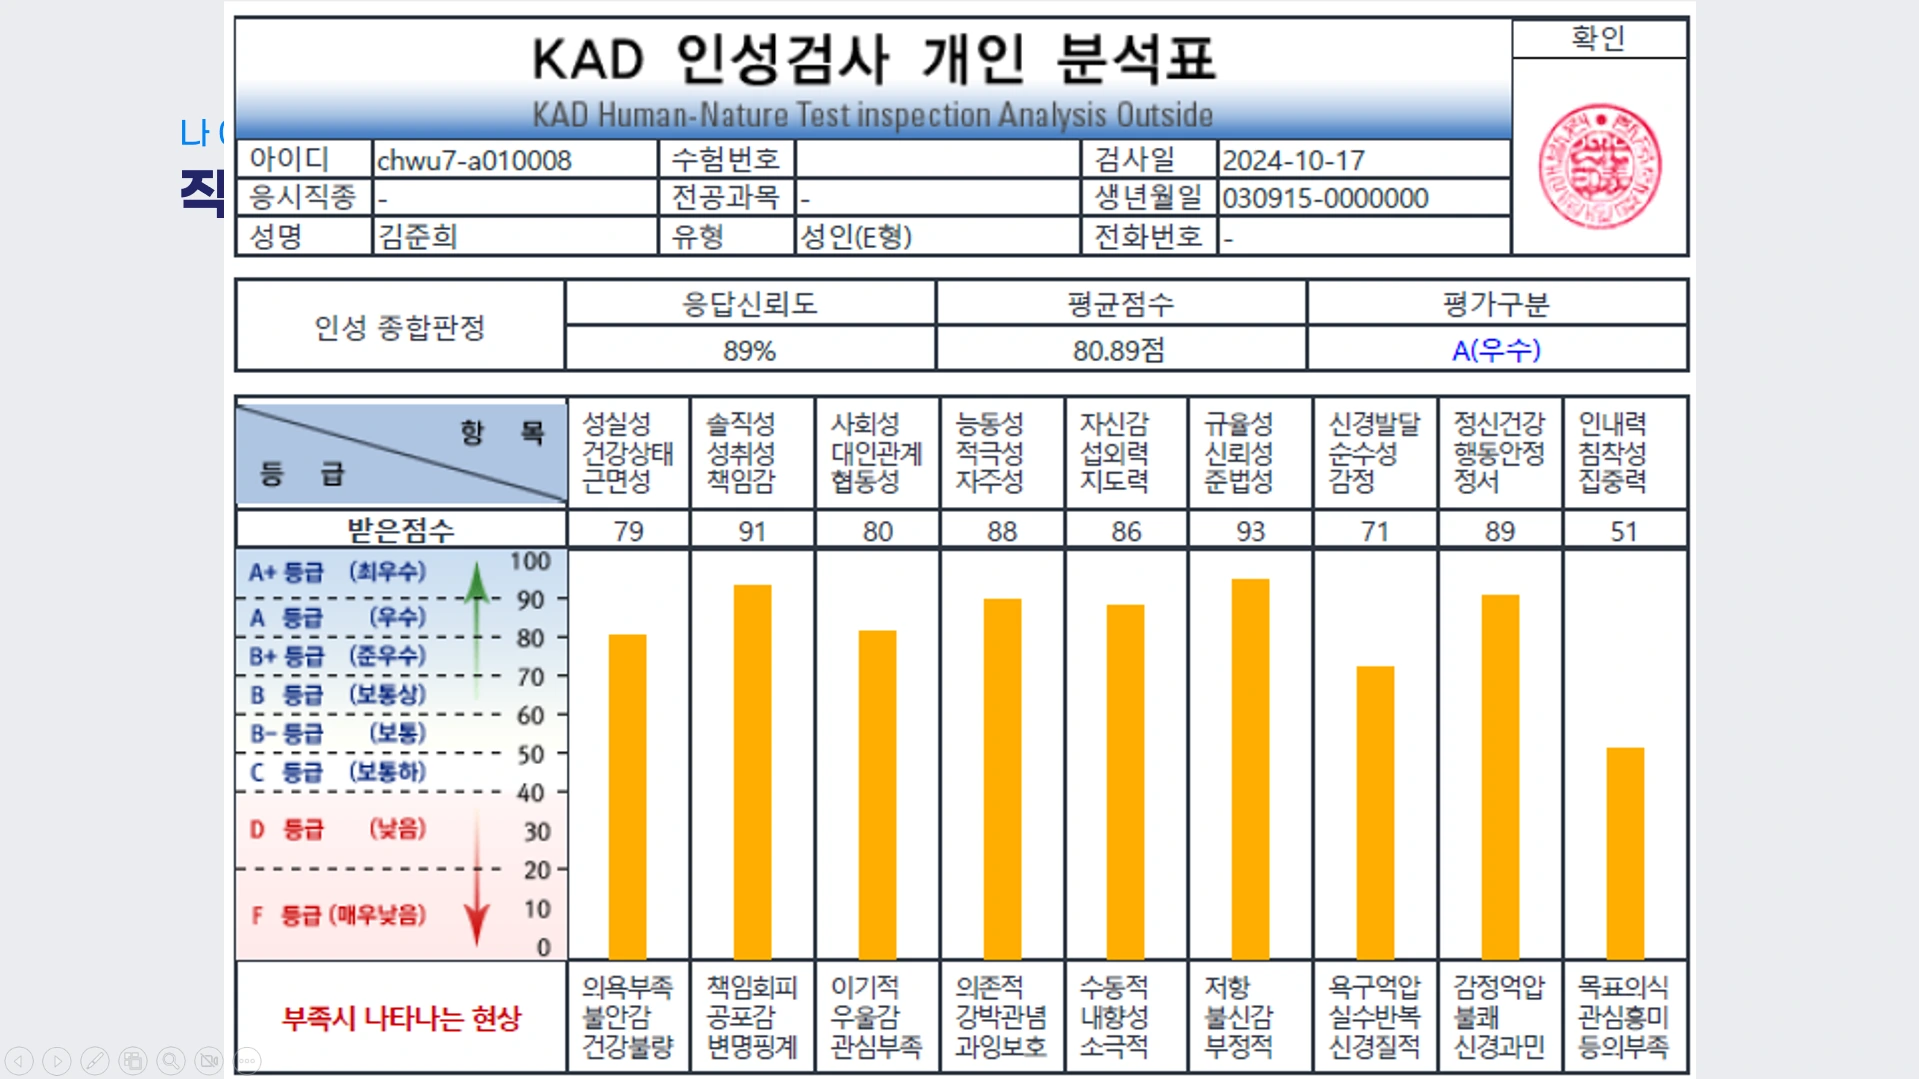 KAD 인성검사 개인 분석표
KAD Human-Nature Test inspection Analysis Outside
확인
나
직
아이디 chwu7-a010008 수험번호 검사일 2024-10-17
응시직종 - 전공과목 - 생년월일 030915-0000000
성명 김준희 유형 성인(E형) 전화번호 -
인성 종합판정 응답신뢰도 평균점수 평가구분
89% 80.89점 A(우수)
항 목
등 급
성실성 솔직성 사회성 능동성 자신감 규율성 신경발달 정신건강 인내력
건강상태 성취성 대인관계 적극성 섭외력 신뢰성 순수성 행동안정 침착성
근면성 책임감 협동성 자주성 지도력 준법성 감정 정서 집중력
받은점수 79 91 80 88 86 93 71 89 51
100
A+ 등급 (최우수)
90
A 등급 (우수)
80
B+ 등급 (준우수)
70
B 등급 (보통상)
60
B- 등급 (보통)
50
C 등급 (보통하)
40
D 등급 (낮음)
30
20
10
F 등급 (매우낮음)
0
부족시 나타나는 현상
의욕부족 책임회피 이기적 의존적 수동적 저항 욕구억압 감정억압 목표의식
불안감 공포감 우울감 강박관념 내향성 불신감 실수반복 불쾌 관심흥미
건강불량 변명핑계 관심부족 과잉보호 소극적 부정적 신경질적 신경과민 등의부족